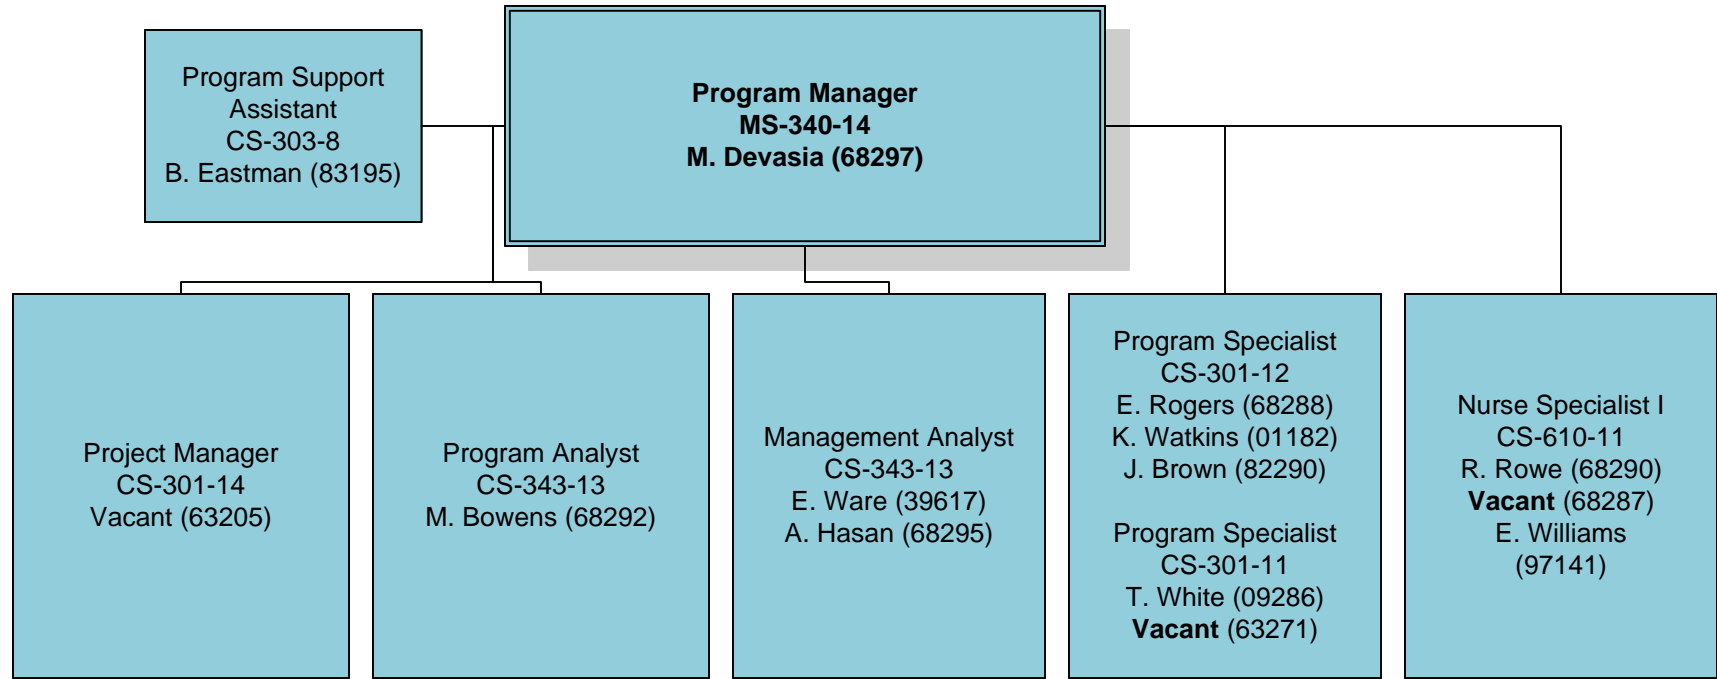 Program Support
Assistant
CS-303-8
B. Eastman (83195)
Program Manager
MS-340-14
M. Devasia (68297)
Project Manager
CS-301-14
Vacant (63205)
Program Analyst
CS-343-13
M. Bowens (68292)
Management Analyst
CS-343-13
E. Ware (39617)
A. Hasan (68295)
Program Specialist
CS-301-12
E. Rogers (68288)
K. Watkins (01182)
J. Brown (82290)
Program Specialist
CS-301-11
T. White (09286)
Vacant (63271)
Nurse Specialist I
CS-610-11
R. Rowe (68290)
Vacant (68287)
E. Williams
(97141)